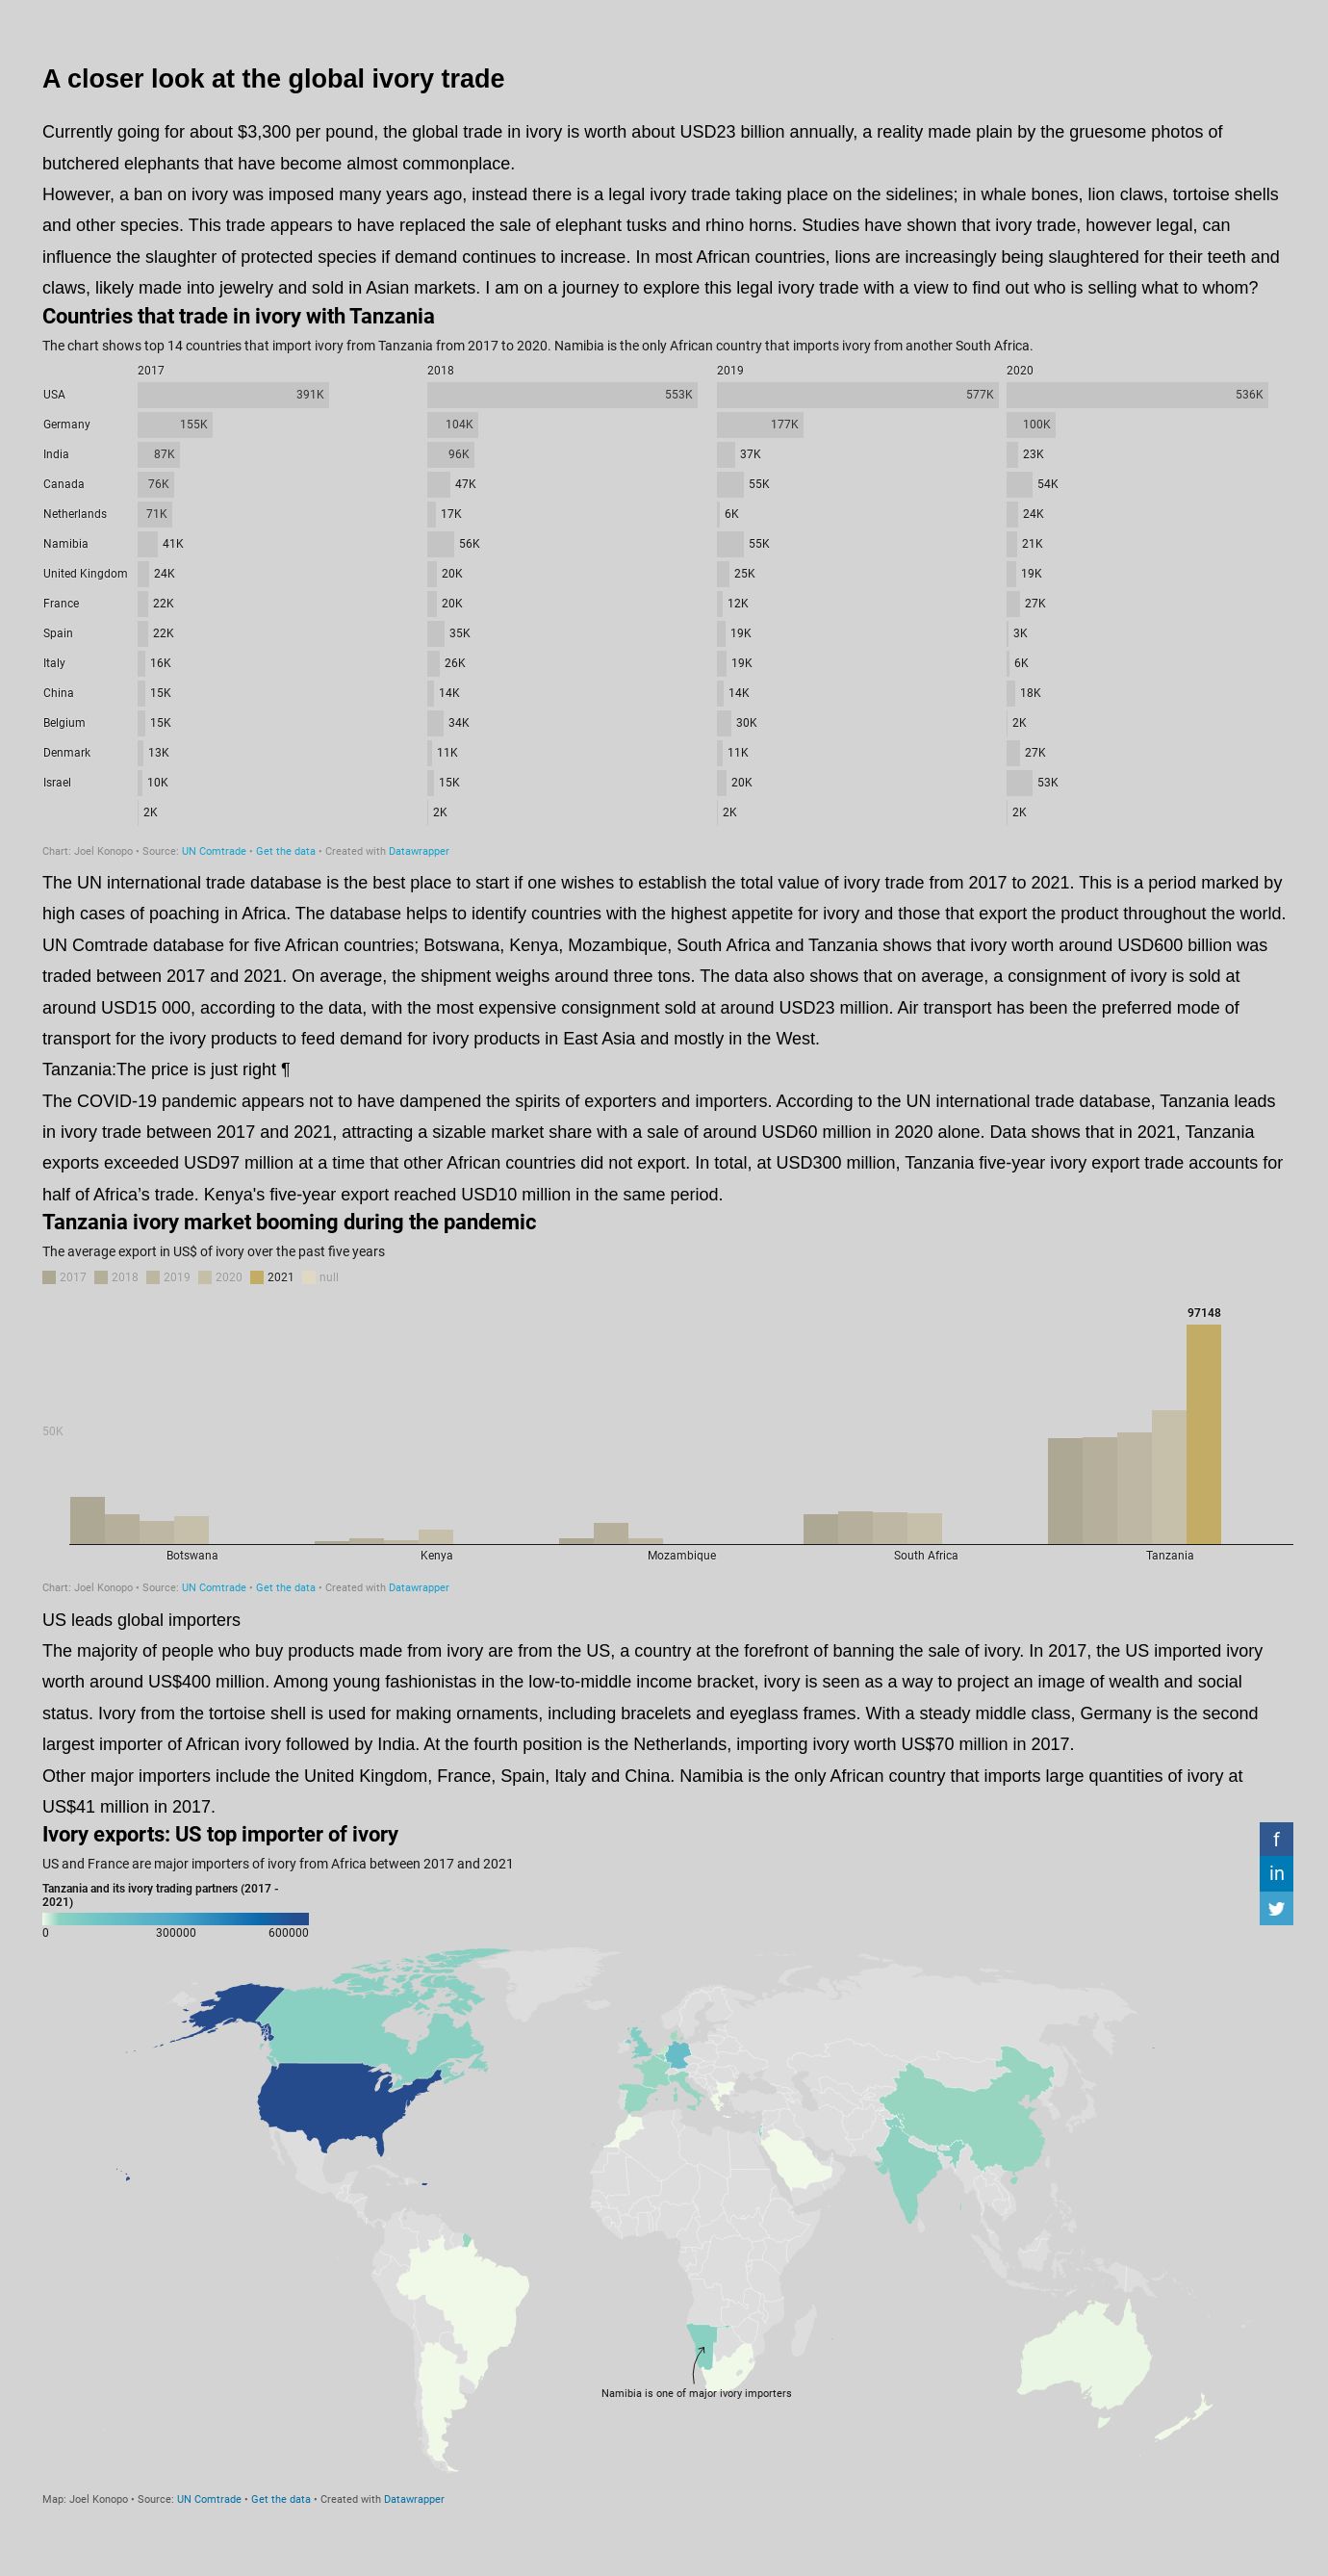 A closer look at the global ivory trade
Currently going for about $3,300 per pound, the global trade in ivory is worth about USD23 billion annually, a reality made plain by the gruesome photos of
butchered elephants that have become almost commonplace.
However, a ban on ivory was imposed many years ago, instead there is a legal ivory trade taking place on the sidelines; in whale bones, lion claws, tortoise shells
and other species. This trade appears to have replaced the sale of elephant tusks and rhino horns. Studies have shown that ivory trade, however legal, can
influence the slaughter of protected species if demand continues to increase. In most African countries, lions are increasingly being slaughtered for their teeth and
claws, likely made into jewelry and sold in Asian markets. I am on a journey to explore this legal ivory trade with a view to find out who is selling what to whom?
Countries that trade in ivory with Tanzania
The chart shows top 14 countries that import ivory from Tanzania from 2017 to 2020. Namibia is the only African country that imports ivory from another South Africa.
2017 2018 2019 2020
USA 391K 553K 577K 536K
Germany 155K 104K 177K 100K
India 87K 96K 37K 23K
Canada 76K 47K 55K 54K
Netherlands 71K 17K 6K 24K
Namibia 41K 56K 55K 21K
United Kingdom 24K 20K 25K 19K
France 22K 20K 12K 27K
Spain 22K 35K 19K 3K
Italy 16K 26K 19K 6K
China 15K 14K 14K 18K
Belgium 15K 34K 30K 2K
Denmark 13K 11K 11K 27K
Israel 10K 15K 20K 53K
2K 2K 2K 2K
Chart: Joel Konopo • Source: UN Comtrade • Get the data • Created with Datawrapper
The UN international trade database is the best place to start if one wishes to establish the total value of ivory trade from 2017 to 2021. This is a period marked by
high cases of poaching in Africa. The database helps to identify countries with the highest appetite for ivory and those that export the product throughout the world.
UN Comtrade database for five African countries; Botswana, Kenya, Mozambique, South Africa and Tanzania shows that ivory worth around USD600 billion was
traded between 2017 and 2021. On average, the shipment weighs around three tons. The data also shows that on average, a consignment of ivory is sold at
around USD15 000, according to the data, with the most expensive consignment sold at around USD23 million. Air transport has been the preferred mode of
transport for the ivory products to feed demand for ivory products in East Asia and mostly in the West.
Tanzania:The price is just right ¶
The COVID-19 pandemic appears not to have dampened the spirits of exporters and importers. According to the UN international trade database, Tanzania leads
in ivory trade between 2017 and 2021, attracting a sizable market share with a sale of around USD60 million in 2020 alone. Data shows that in 2021, Tanzania
exports exceeded USD97 million at a time that other African countries did not export. In total, at USD300 million, Tanzania five-year ivory export trade accounts for
half of Africa’s trade. Kenya's five-year export reached USD10 million in the same period.
Tanzania ivory market booming during the pandemic
The average export in US$ of ivory over the past five years
2017 2018 2019 2020 2021 null
97148
50K
Botswana Kenya Mozambique South Africa Tanzania
Chart: Joel Konopo • Source: UN Comtrade • Get the data • Created with Datawrapper
US leads global importers
The majority of people who buy products made from ivory are from the US, a country at the forefront of banning the sale of ivory. In 2017, the US imported ivory
worth around US$400 million. Among young fashionistas in the low-to-middle income bracket, ivory is seen as a way to project an image of wealth and social
status. Ivory from the tortoise shell is used for making ornaments, including bracelets and eyeglass frames. With a steady middle class, Germany is the second
largest importer of African ivory followed by India. At the fourth position is the Netherlands, importing ivory worth US$70 million in 2017.
Other major importers include the United Kingdom, France, Spain, Italy and China. Namibia is the only African country that imports large quantities of ivory at
US$41 million in 2017.
Ivory exports: US top importer of ivory
US and France are major importers of ivory from Africa between 2017 and 2021
Tanzania and its ivory trading partners (2017 -
2021)
0 300000 600000
f
in
Namibia is one of major ivory importers
Map: Joel Konopo • Source: UN Comtrade • Get the data • Created with Datawrapper